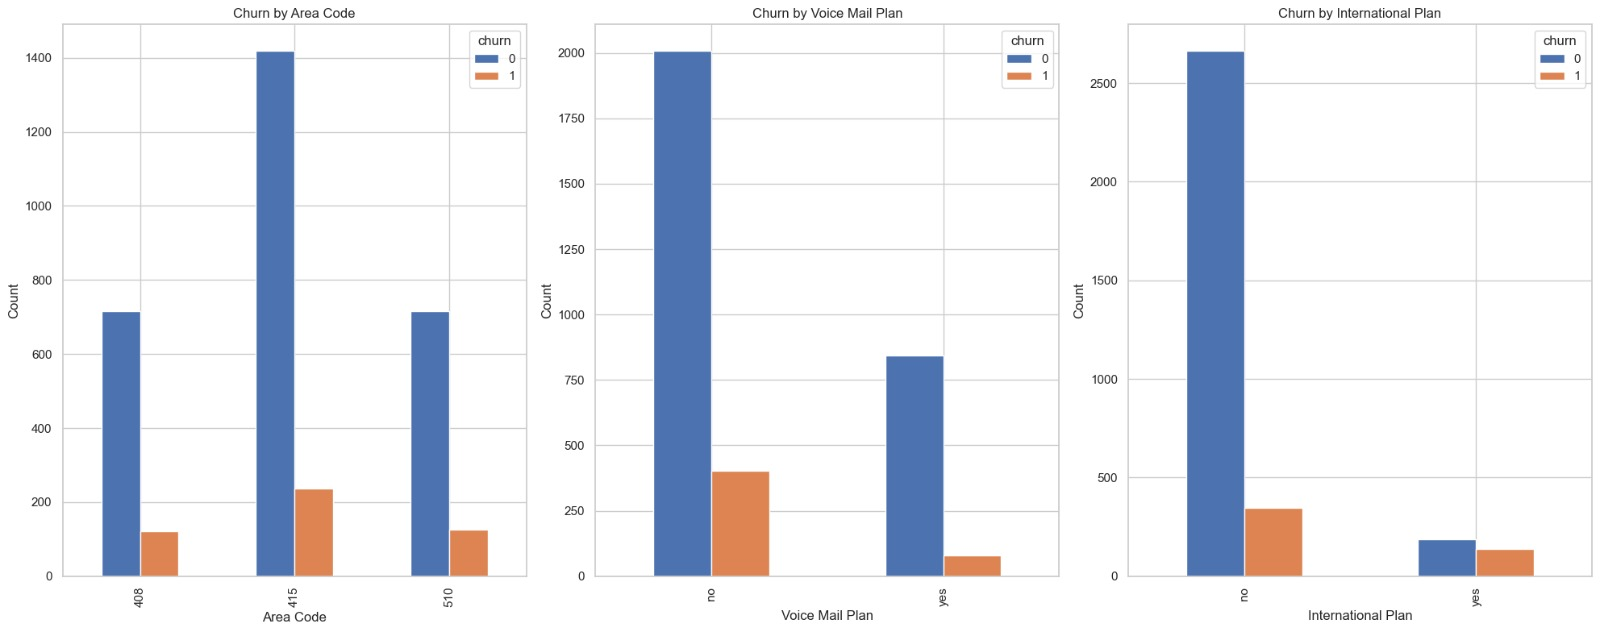 Churn by Area Code
churn
0
1
1400
1200
1000
800
600
400
200
0
Count
408
415
510
Area Code
Churn by Voice Mail Plan
churn
0
1
2000
1750
1500
1250
1000
750
500
250
0
Count
no
yes
Voice Mail Plan
Churn by International Plan
churn
0
1
2500
2000
1500
1000
500
0
Count
no
yes
International Plan